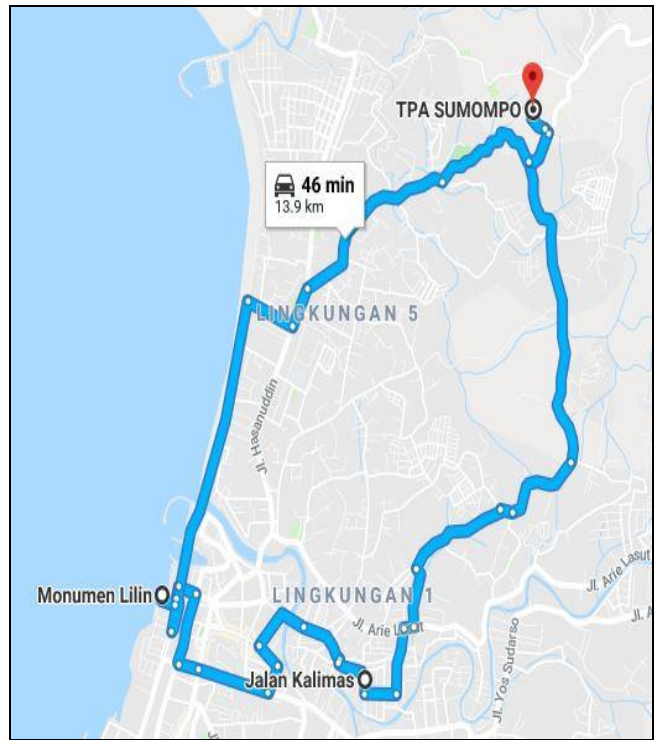 TPA SUMOMPO
46 min
13.9 km
LINGKUNGAN 5
Jl. Hasanuddin
Monumen Lilin
LINGKUNGAN 1
Jl. Arie Lasut
Jl. Arie Lasut
Jl. Yos Sudarso
Jalan Kalimas